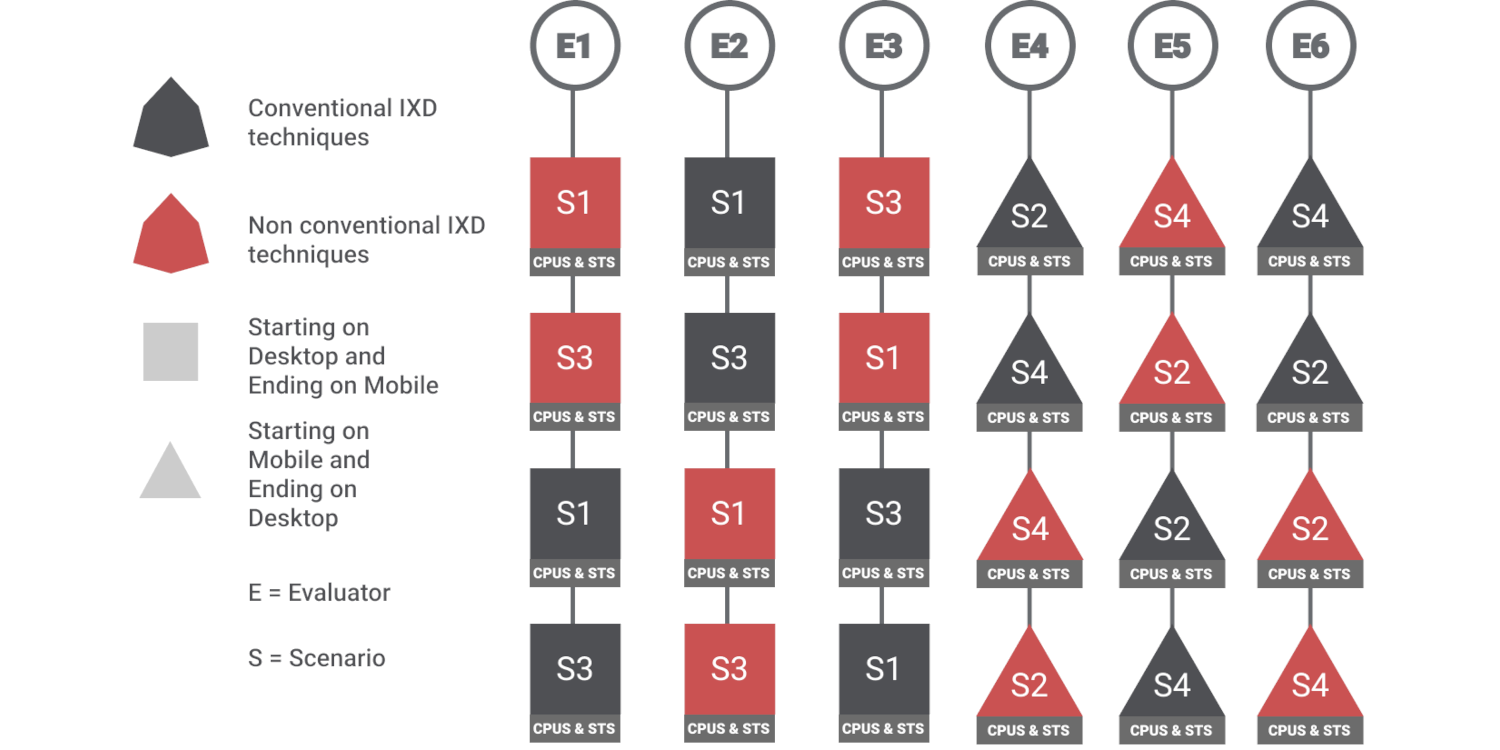 E1 E2 E3 E4 E5 E6
Conventional IXD
techniques
Non conventional IXD
techniques
Starting on
Desktop and
Ending on Mobile
Starting on
Mobile and
Ending on
Desktop
E = Evaluator
S = Scenario
S1 S1 S3 S2 S4 S4
CPUS & STS CPUS & STS CPUS & STS CPUS & STS CPUS & STS CPUS & STS
S3 S3 S1 S4 S2 S2
CPUS & STS CPUS & STS CPUS & STS CPUS & STS CPUS & STS CPUS & STS
S1 S1 S3 S4 S2 S2
CPUS & STS CPUS & STS CPUS & STS CPUS & STS CPUS & STS CPUS & STS
S3 S3 S1 S2 S4 S4
CPUS & STS CPUS & STS CPUS & STS CPUS & STS CPUS & STS CPUS & STS